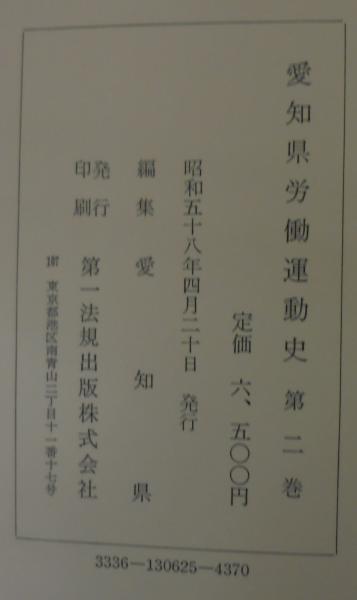 愛知県労働運動史 第二巻
定価 六、五〇〇円
昭和五十八年四月二十日 発行
編集 愛知県
発行
印刷 第一法規出版株式会社
107 東京都港区南青山二丁目十一番十七号
3336—130625—4370